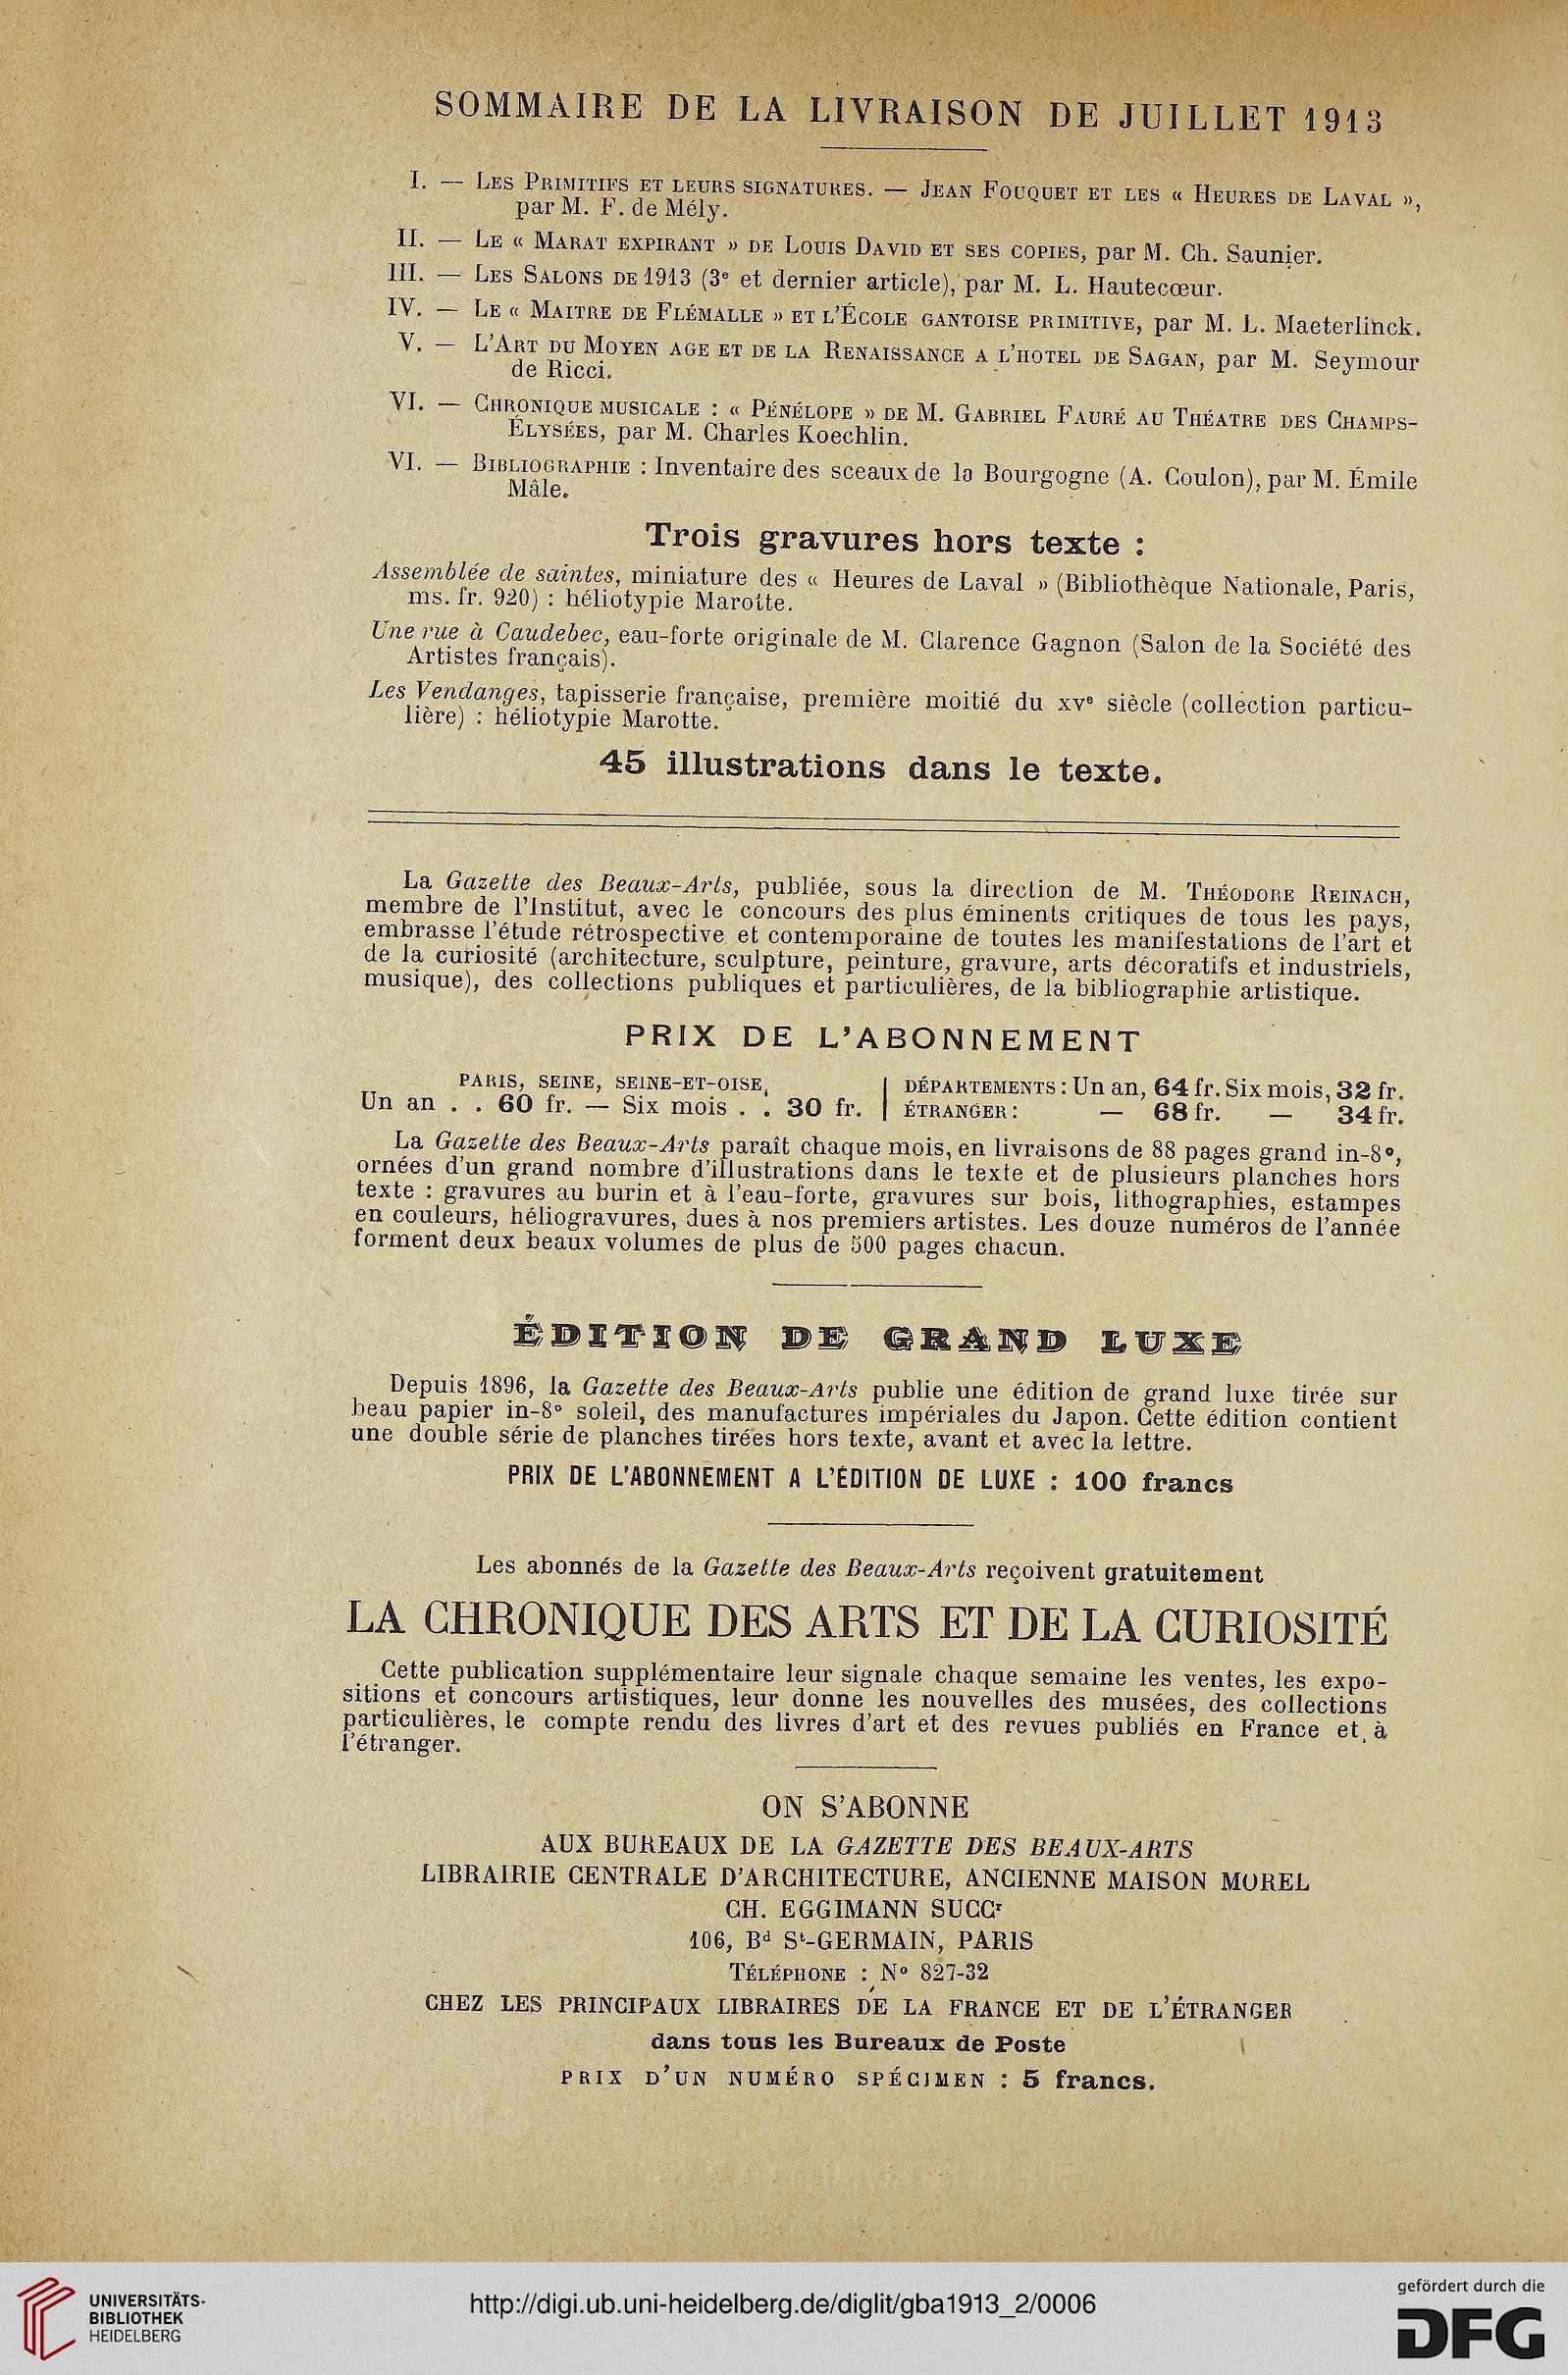 SOMMAIRE DE LA LIVRAISON DE JUILLET 1913
I. — Les Primitifs et leurs signatures. — Jean Fouquet et les « Heures de Laval »,
par M. F. de Mély.
II. — Le « Marat expirant » de Louis David et ses copies, par M. Ch. Saunier.
III. — Les Salons de 1913 (3e et dernier article), par M. L. Hautecœur.
IV. — Le « Maitre de Flémalle » et l'École gantoise primitive, par M. L. Maeterlinck.
V. — L'Art du Moyen age et de la Renaissance a l'hotel de Sagan, par M. Seymour
de Ricci.
VI. — Chronique musicale : « Pénélope » de M. Gabriel Fauré au Théatre des Champs-
Élysées, par M. Charles Koechlin.
VI. — Bibliographie : Inventaire des sceaux de la Bourgogne (A. Coulon), par M. Émile
Mâle.
Trois gravures hors texte :
Assemblée de saintes, miniature des « Heures de Laval » (Bibliothèque Nationale, Paris,
ms. fr. 920) : héliotypie Marotte.
Une rue à Caudebec, eau-forte originale de M. Clarence Gagnon (Salon de la Société des
Artistes français).
Les Vendanges, tapisserie française, première moitié du xve siècle (collection particu-
lière) : héliotypie Marotte.
45 illustrations dans le texte.
La Gazette des Beaux-Arts, publiée, sous la direction de M. Théodore Reinach,
membre de l'Institut, avec le concours des plus éminents critiques de tous les pays,
embrasse l'étude rétrospective et contemporaine de toutes les manifestations de l'art et
de la curiosité (architecture, sculpture, peinture, gravure, arts décoratifs et industriels,
musique), des collections publiques et particulières, de la bibliographie artistique.
PRIX DE L'ABONNEMENT
PARIS, SEINE, SEINE-ET-OISE,
Un an . . 60 fr. — Six mois . . 30 fr.
DÉPARTEMENTS : Un an, 64 fr. Six mois, 32 fr.
ÉTRANGER : — 68 fr. — 34 fr.
La Gazette des Beaux-Arts paraît chaque mois, en livraisons de 88 pages grand in-8°,
ornées d'un grand nombre d'illustrations dans le texte et de plusieurs planches hors
texte : gravures au burin et à l'eau-forte, gravures sur bois, lithographies, estampes
en couleurs, héliogravures, dues à nos premiers artistes. Les douze numéros de l'année
forment deux beaux volumes de plus de 500 pages chacun.
ÉDITION DE GRAND LUXE
Depuis 1896, la Gazette des Beaux-Arts publie une édition de grand luxe tirée sur
beau papier in-8° soleil, des manufactures impériales du Japon. Cette édition contient
une double série de planches tirées hors texte, avant et avec la lettre.
PRIX DE L'ABONNEMENT A L'ÉDITION DE LUXE : 100 francs
Les abonnés de la Gazette des Beaux-Arts reçoivent gratuitement
LA CHRONIQUE DES ARTS ET DE LA CURIOSITÉ
Cette publication supplémentaire leur signale chaque semaine les ventes, les expo-
sitions et concours artistiques, leur donne les nouvelles des musées, des collections
particulières, le compte rendu des livres d'art et des revues publiés en France et à
l'étranger.
ON S'ABONNE
AUX BUREAUX DE LA GAZETTE DES BEAUX-ARTS
LIBRAIRIE CENTRALE D'ARCHITECTURE, ANCIENNE MAISON MOREL
CH. EGGIMANN SUCCr
106, Bd St-GERMAIN, PARIS
Téléphone : N° 827-32
CHEZ LES PRINCIPAUX LIBRAIRES DE LA FRANCE ET DE L'ÉTRANGER
dans tous les Bureaux de Poste
PRIX D'UN NUMÉRO SPÉCIMEN : 5 francs.
UNIVERSITÄTS-
BIBLIOTHEK
HEIDELBERG
http://digi.ub.uni-heidelberg.de/diglit/gba1913_2/0006
gefördert durch die
DFG